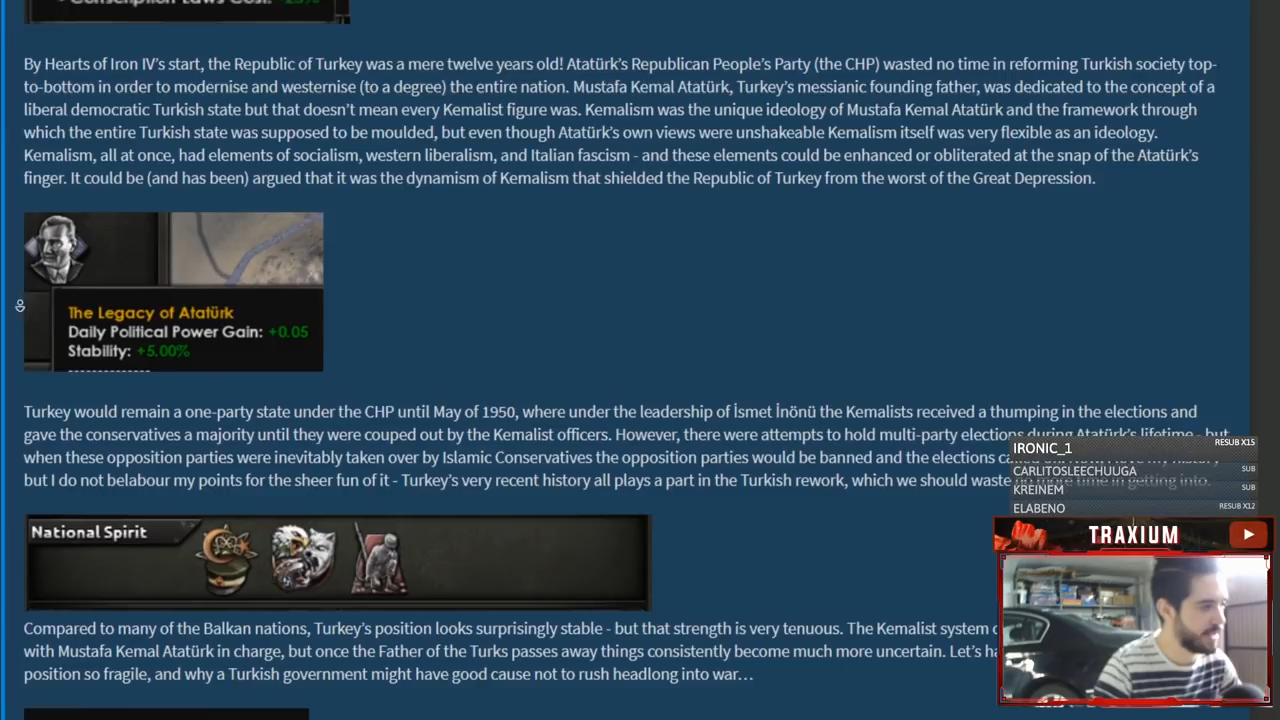 Conscription Laws Cost: +25%
By Hearts of Iron IV's start, the Republic of Turkey was a mere twelve years old! Atatürk's Republican People's Party (the CHP) wasted no time in reforming Turkish society top-
to-bottom in order to modernise and westernise (to a degree) the entire nation. Mustafa Kemal Atatürk, Turkey's messianic founding father, was dedicated to the concept of a
liberal democratic Turkish state but that doesn't mean every Kemalist figure was. Kemalism was the unique ideology of Mustafa Kemal Atatürk and the framework through
which the entire Turkish state was supposed to be moulded, but even though Atatürk's own views were unshakeable Kemalism itself was very flexible as an ideology.
Kemalism, all at once, had elements of socialism, western liberalism, and Italian fascism - and these elements could be enhanced or obliterated at the snap of the Atatürk's
finger. It could be (and has been) argued that it was the dynamism of Kemalism that shielded the Republic of Turkey from the worst of the Great Depression.
The Legacy of Atatürk
Daily Political Power Gain: +0.05
Stability: +5.00%
Turkey would remain a one-party state under the CHP until May of 1950, where under the leadership of İsmet İnönü the Kemalists received a thumping in the elections and
gave the conservatives a majority until they were couped out by the Kemalist officers. However, there were attempts to hold multi-party elections during Atatürk's lifetime - but
when these opposition parties were inevitably taken over by Islamic Conservatives the opposition parties would be banned and the elections my history
but I do not belabour my points for the sheer fun of it - Turkey's very recent history all plays a part in the Turkish rework, which we should waste no more time in getting into.
IRONIC_1 RESUB X15
CARLITOSLEECHUUGA SUB
KREINEM SUB
ELABENO RESUB X12
TRAXIUM
National Spirit
Compared to many of the Balkan nations, Turkey's position looks surprisingly stable - but that strength is very tenuous. The Kemalist system
with Mustafa Kemal Atatürk in charge, but once the Father of the Turks passes away things consistently become much more uncertain. Let's
position so fragile, and why a Turkish government might have good cause not to rush headlong into war…